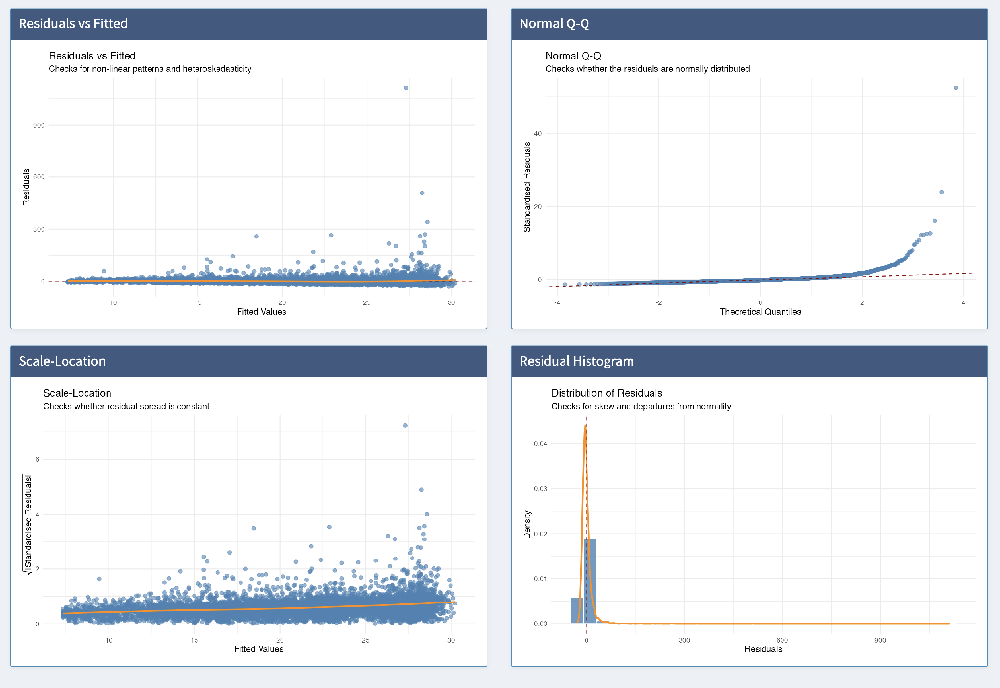 Residuals vs Fitted
Residuals vs Fitted
Checks for non-linear patterns and heteroskedasticity
Residuals
900
600
300
0
10
15
20
25
30
Fitted Values
Normal Q-Q
Normal Q-Q
Checks whether the residuals are normally distributed
Standardised Residuals
40
20
0
-4
-2
0
2
4
Theoretical Quantiles
Scale-Location
Scale-Location
Checks whether residual spread is constant
√|Standardised Residuals|
6
4
2
0
10
15
20
25
30
Fitted Values
Residual Histogram
Distribution of Residuals
Checks for skew and departures from normality
Density
0.04
0.03
0.02
0.01
0.00
0
300
600
900
Residuals